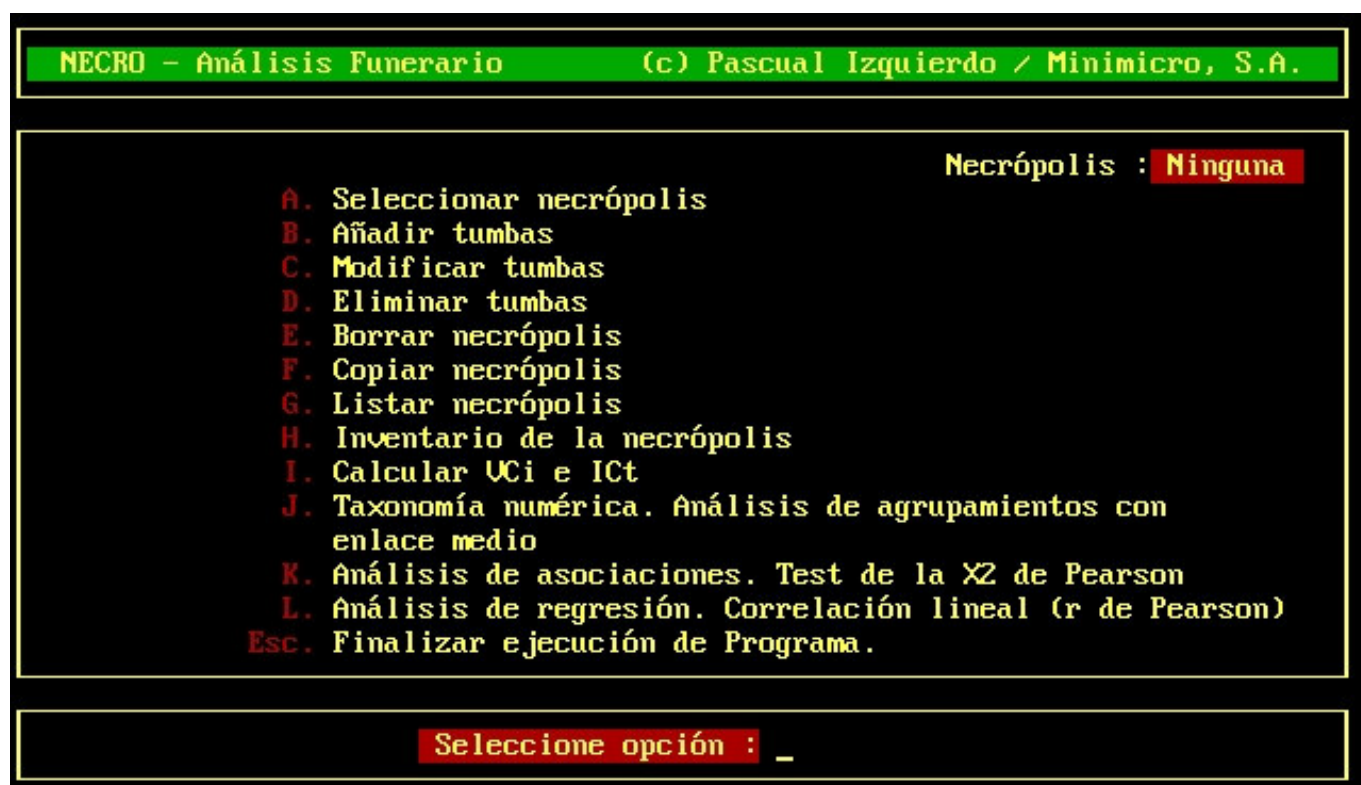 NECRO - Análisis Funerario (c) Pascual Izquierdo / Minimicro, S.A.
Necrópolis : Ninguna
A. Seleccionar necrópolis
B. Añadir tumbas
C. Modificar tumbas
D. Eliminar tumbas
E. Borrar necrópolis
F. Copiar necrópolis
G. Listar necrópolis
H. Inventario de la necrópolis
I. Calcular VCi e ICt
J. Taxonomía numérica. Análisis de agrupamientos con
enlace medio
K. Análisis de asociaciones. Test de la X2 de Pearson
L. Análisis de regresión. Correlación lineal (r de Pearson)
Esc. Finalizar ejecución de Programa.
Seleccione opción : _